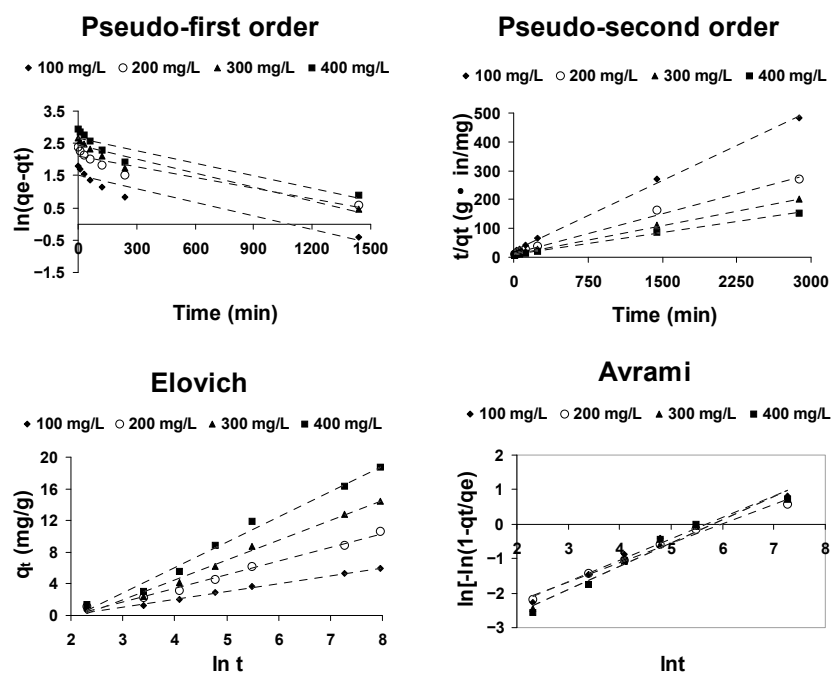 Pseudo-first order
♦ 100 mg/L ○ 200 mg/L ▲ 300 mg/L ■ 400 mg/L
3.5
2.5
1.5
0.5
−0.5
−1.5
0 300 600 900 1200 1500
ln(qe-qt)
Time (min)
Pseudo-second order
♦ 100 mg/L ○ 200 mg/L ▲ 300 mg/L ■ 400 mg/L
500
400
300
200
100
0
0 750 1500 2250 3000
t/qt (g • in/mg)
Time (min)
Elovich
♦ 100 mg/L ○ 200 mg/L ▲ 300 mg/L ■ 400 mg/L
20
16
12
8
4
0
2 3 4 5 6 7 8
qt (mg/g)
ln t
Avrami
♦ 100 mg/L ○ 200 mg/L ▲ 300 mg/L ■ 400 mg/L
2
1
0
−1
−2
−3
2 3 4 5 6 7 8
ln[-ln(1-qt/qe)
lnt